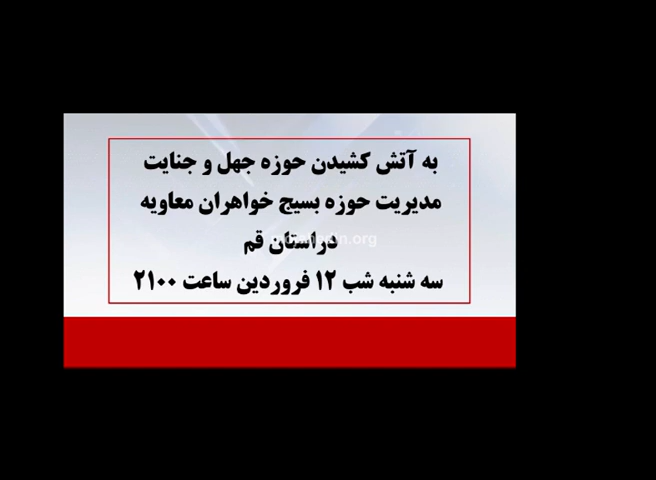 به آتش کشیدن حوزه جهل و جنایت
مدیریت حوزه بسیج خواهران معاویه
دراستان قم
سه شنبه شب ۱۲ فروردین ساعت ۲۱۰۰